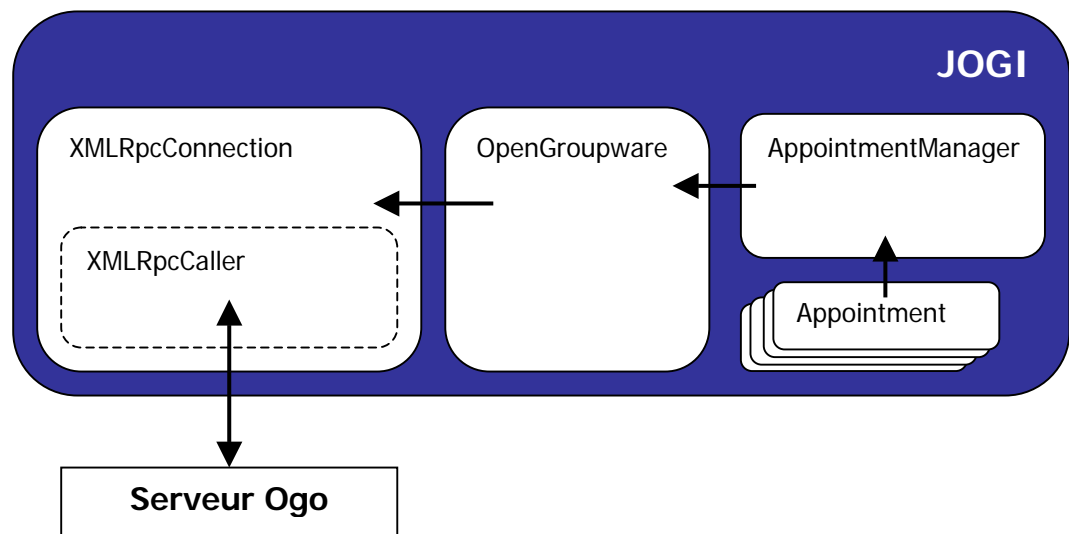 JOGI
XMLRpcConnection
OpenGroupware
AppointmentManager
XMLRpcCaller
Appointment
Serveur Ogo